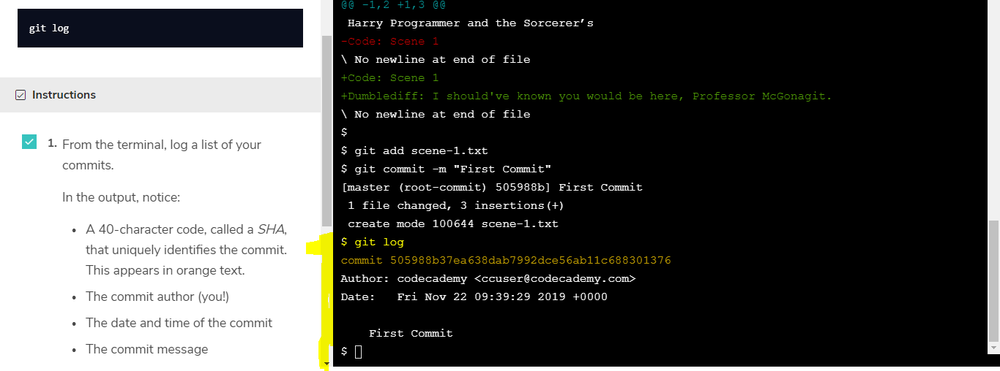 git log
Instructions
1. From the terminal, log a list of your
commits.
In the output, notice:
• A 40-character code, called a SHA,
that uniquely identifies the commit.
This appears in orange text.
• The commit author (you!)
• The date and time of the commit
• The commit message
@@ -1,2 +1,3 @@
Harry Programmer and the Sorcerer’s
-Code: Scene 1
\ No newline at end of file
+Code: Scene 1
+Dumblediff: I should've known you would be here, Professor McGonagit.
\ No newline at end of file
$
$ git add scene-1.txt
$ git commit -m "First Commit"
[master (root-commit) 505988b] First Commit
1 file changed, 3 insertions(+)
create mode 100644 scene-1.txt
$ git log
commit 505988b37ea638dab7992dce56ab11c688301376
Author: codecademy <ccuser@codecademy.com>
Date:   Fri Nov 22 09:39:29 2019 +0000
First Commit
$